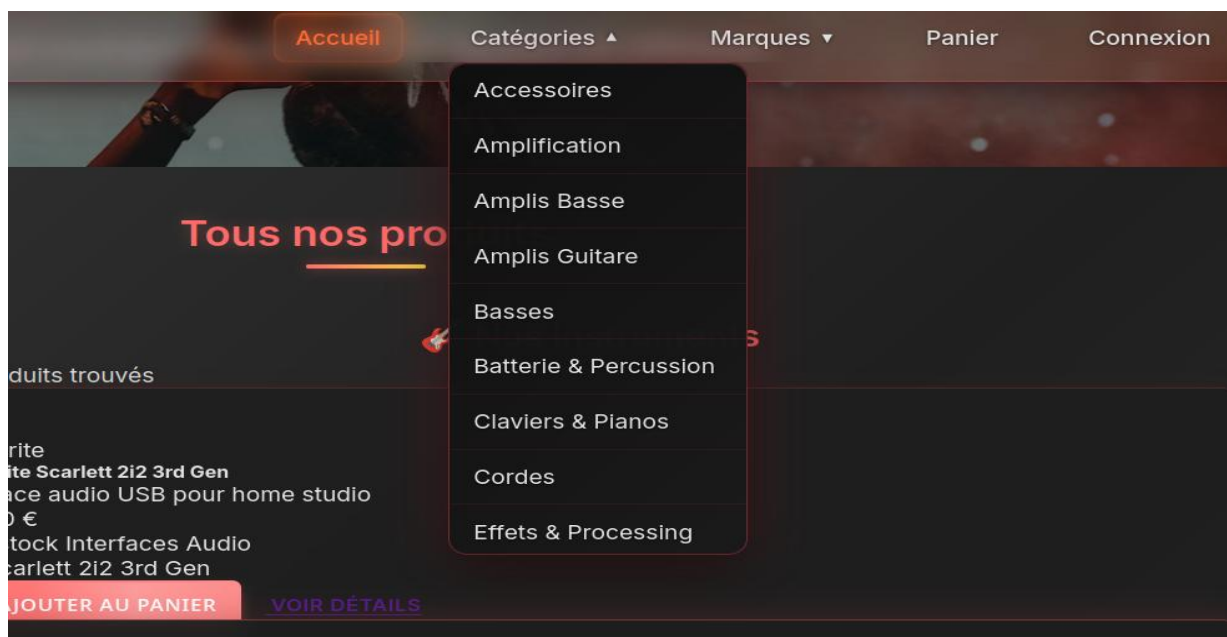 Accueil Catégories ▲ Marques ▼ Panier Connexion
Accessoires
Amplification
Amplis Basse
Tous nos pro
Amplis Guitare
Basses
s
duits trouvés
Batterie & Percussion
Claviers & Pianos
rite
ite Scarlett 2i2 3rd Gen
Cordes
ace audio USB pour home studio
0 €
Effets & Processing
tock Interfaces Audio
carlett 2i2 3rd Gen
AJOUTER AU PANIER VOIR DÉTAILS